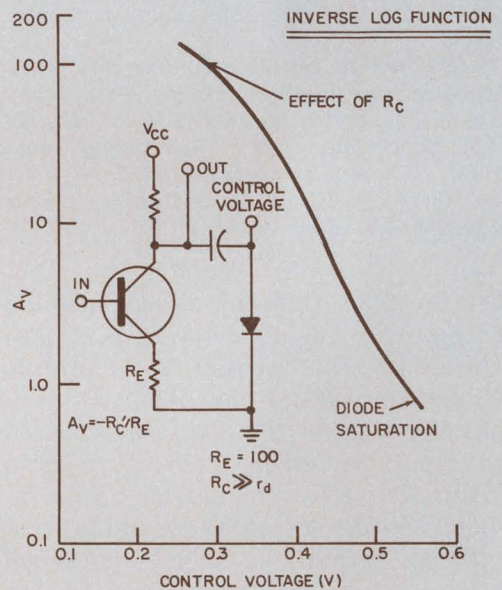 INVERSE LOG FUNCTION
200
100
EFFECT OF RC
VCC
OUT
CONTROL
VOLTAGE
10
IN
AV
RE
1.0
AV=-RC'/RE
DIODE
SATURATION
RE = 100
RC ≫ rd
0.1
0.1 0.2 0.3 0.4 0.5 0.6
CONTROL VOLTAGE (V)